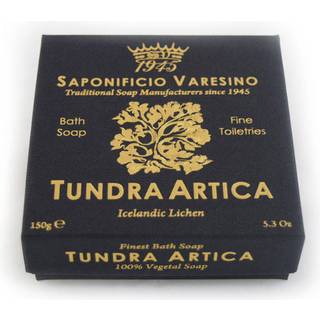 1945
SAPONIFICIO VARESINO
Traditional Soap Manufacturers since 1945
Bath Fine
Soap Toiletries
TUNDRA ARTICA
Icelandic Lichen
150g e 5.3 Oz
Finest Bath Soap
TUNDRA ARTICA
100% Vegetal Soap